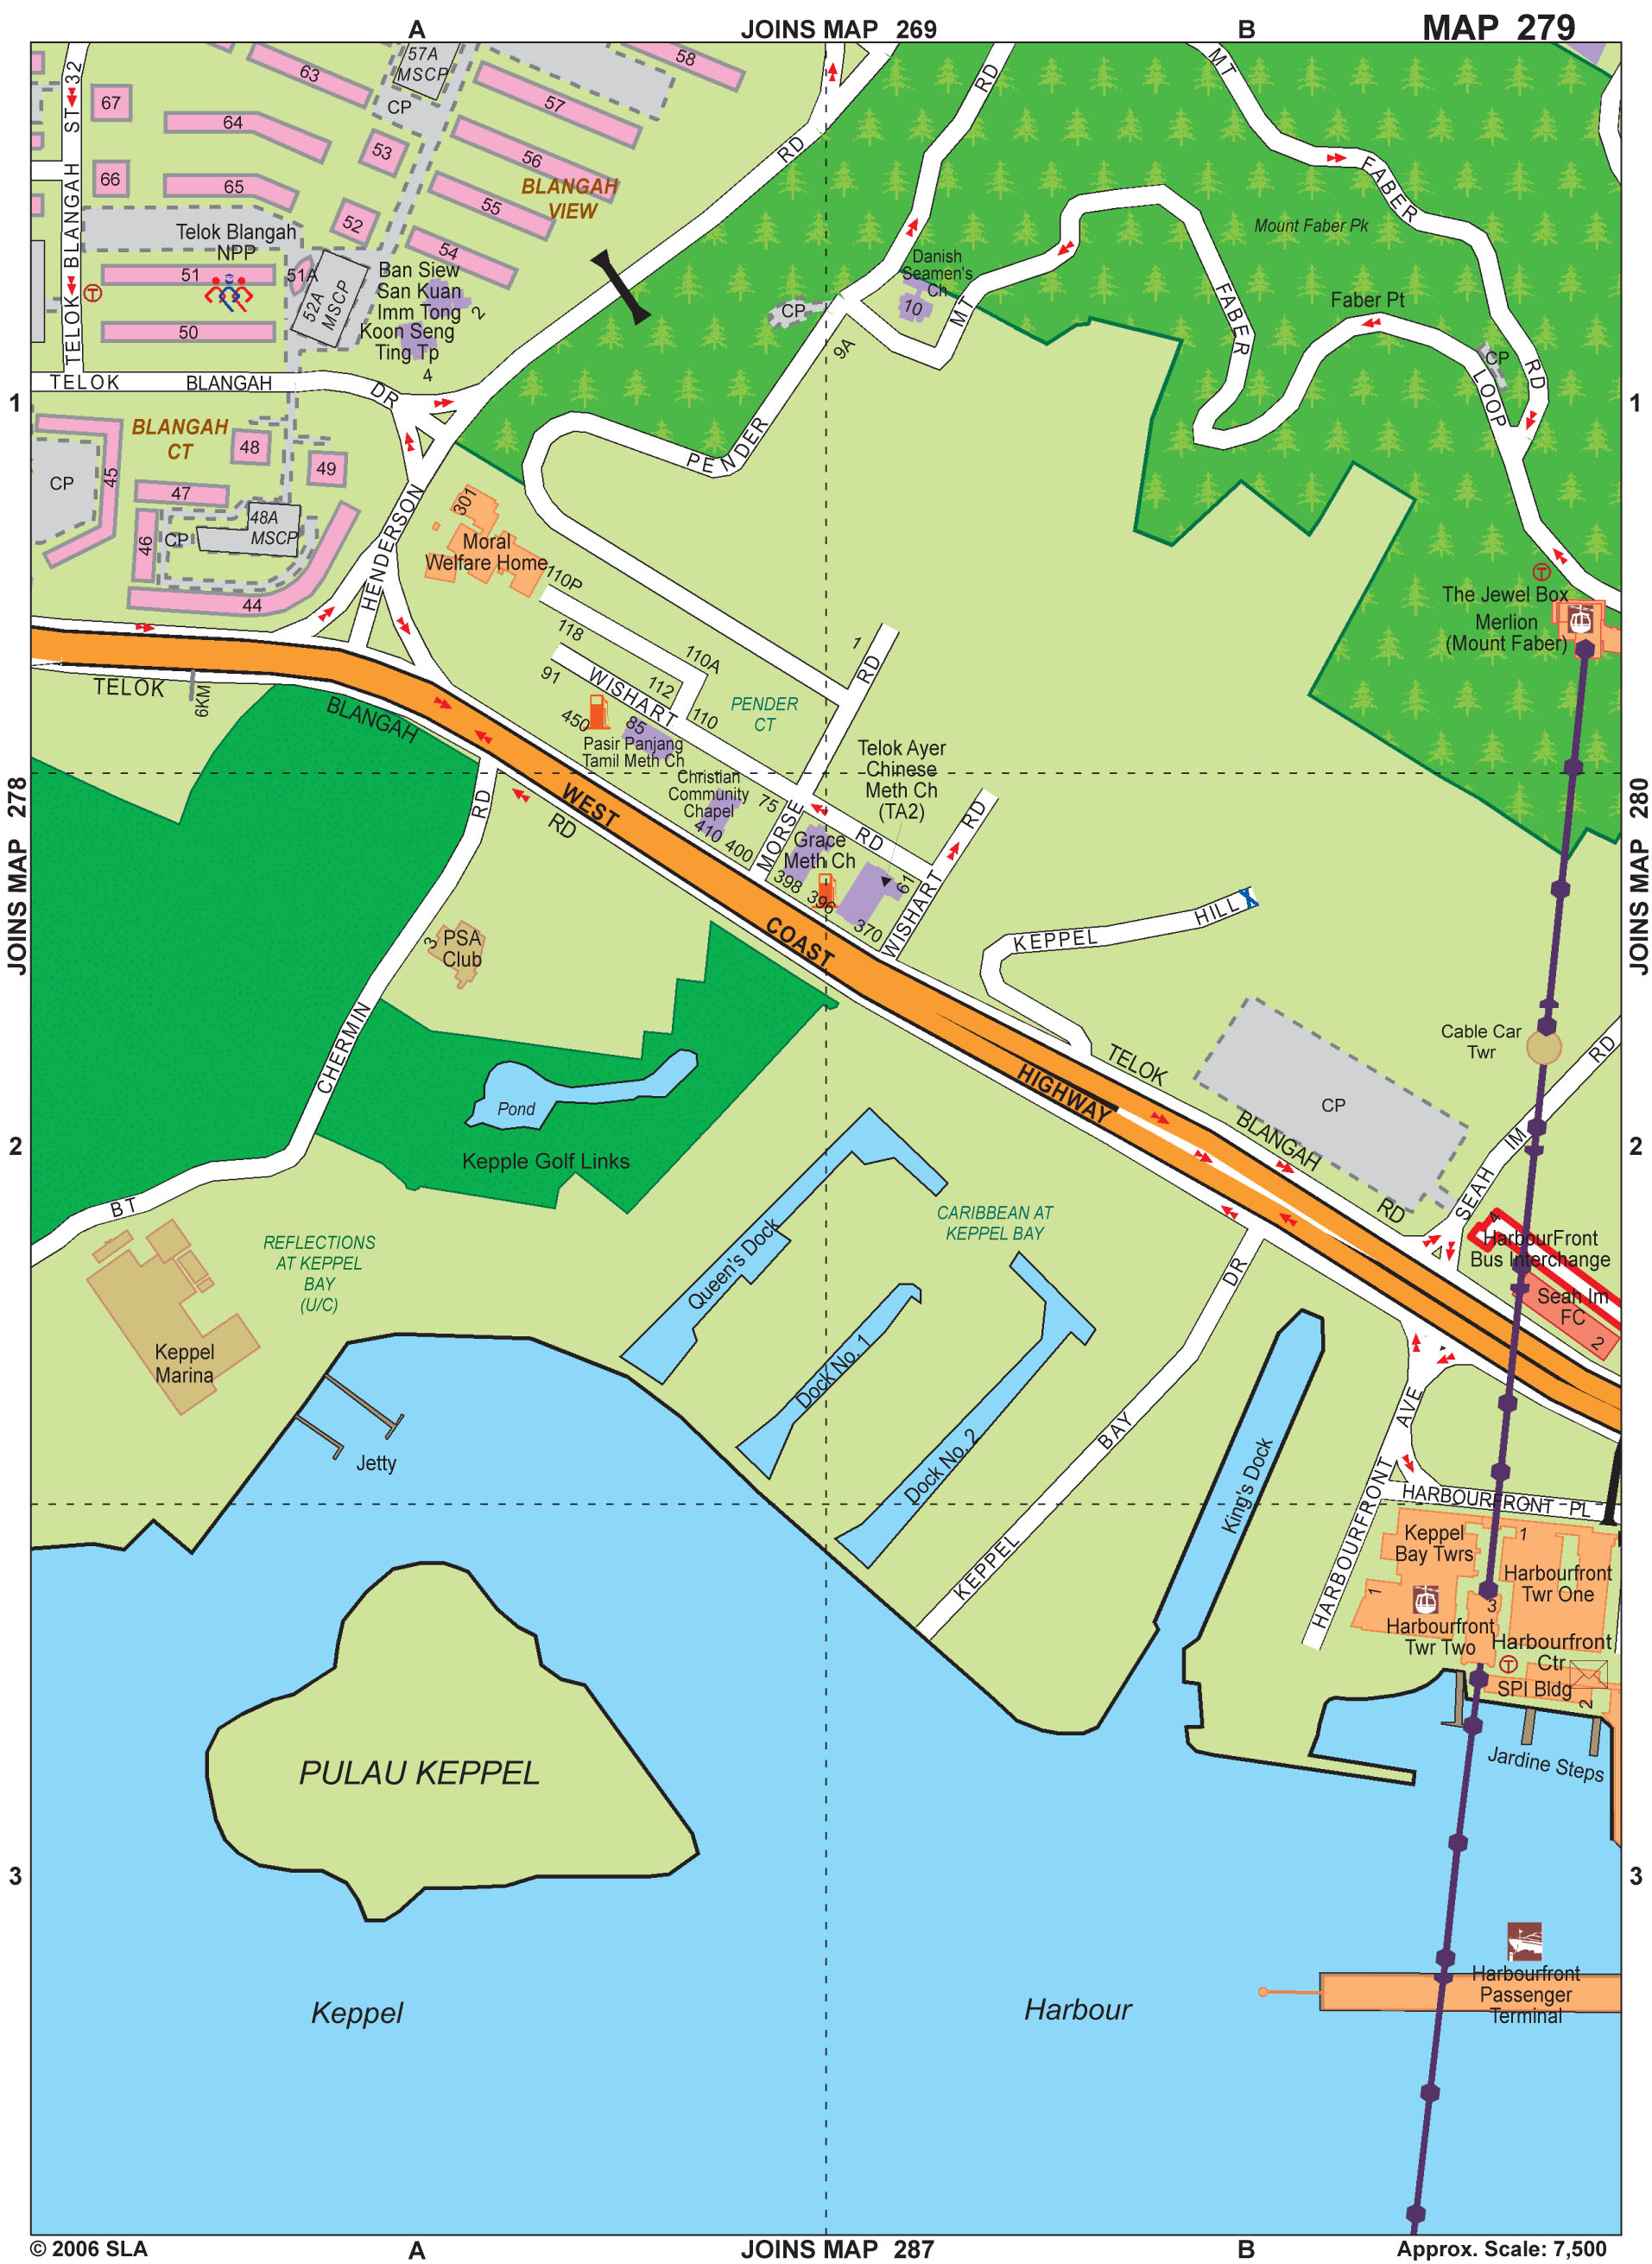 A
JOINS MAP 269
B
MAP 279
TELOK BLANGAH ST 32
67
63
57A
MSCP
CP
58
57
64
53
56
66
65
52
55
BLANGAH
VIEW
54
Telok Blangah
NPP
51
51A
52A
MSCP
50
Ban Siew
San Kuan
Imm Tong
2
Koon Seng
Ting Tp
4
RD
RD
MT
FABER
RD
Mount Faber Pk
Danish
Seamen's
Ch
10
MT
FABER
Faber Pt
CP
LOOP
CP
9A
PENDER
TELOK
BLANGAH
DR
1
1
BLANGAH
CT
48
49
CP
45
47
46
CP
48A
MSCP
44
HENDERSON
301
Moral
Welfare Home
110P
118
110A
112
110
91
WISHART
1
RD
PENDER
CT
450
85
Pasir Panjang
Tamil Meth Ch
The Jewel Box
Merlion
(Mount Faber)
TELOK
6KM
BLANGAH
RD
RD
WEST
COAST
HIGHWAY
Christian
Community
Chapel
75
410
400
MORSE
RD
Telok Ayer
Chinese
Meth Ch
(TA2)
Grace
Meth Ch
398
396
61
370
WISHART
RD
JOINS MAP 278
JOINS MAP 280
3
PSA
Club
CHERMIN
BT
KEPPEL
HILL
Cable Car
Twr
RD
CP
TELOK
BLANGAH
RD
SEAH
IM
2
2
Pond
Kepple Golf Links
REFLECTIONS
AT KEPPEL
BAY
(U/C)
CARIBBEAN AT
KEPPEL BAY
4
HarbourFront
Bus Interchange
Sean Im
FC
2
Keppel
Marina
Jetty
Queen's Dock
Dock No. 1
Dock No. 2
KEPPEL
BAY
DR
King's Dock
HARBOURFRONT
AVE
HARBOURFRONT PL
Keppel
Bay Twrs
1
Harbourfront
Twr One
1
3
Harbourfront
Twr Two
Harbourfront
Ctr
SPI Bldg
2
Jardine Steps
PULAU KEPPEL
3
3
Keppel
Harbour
Harbourfront
Passenger
Terminal
© 2006 SLA
A
JOINS MAP 287
B
Approx. Scale: 7,500